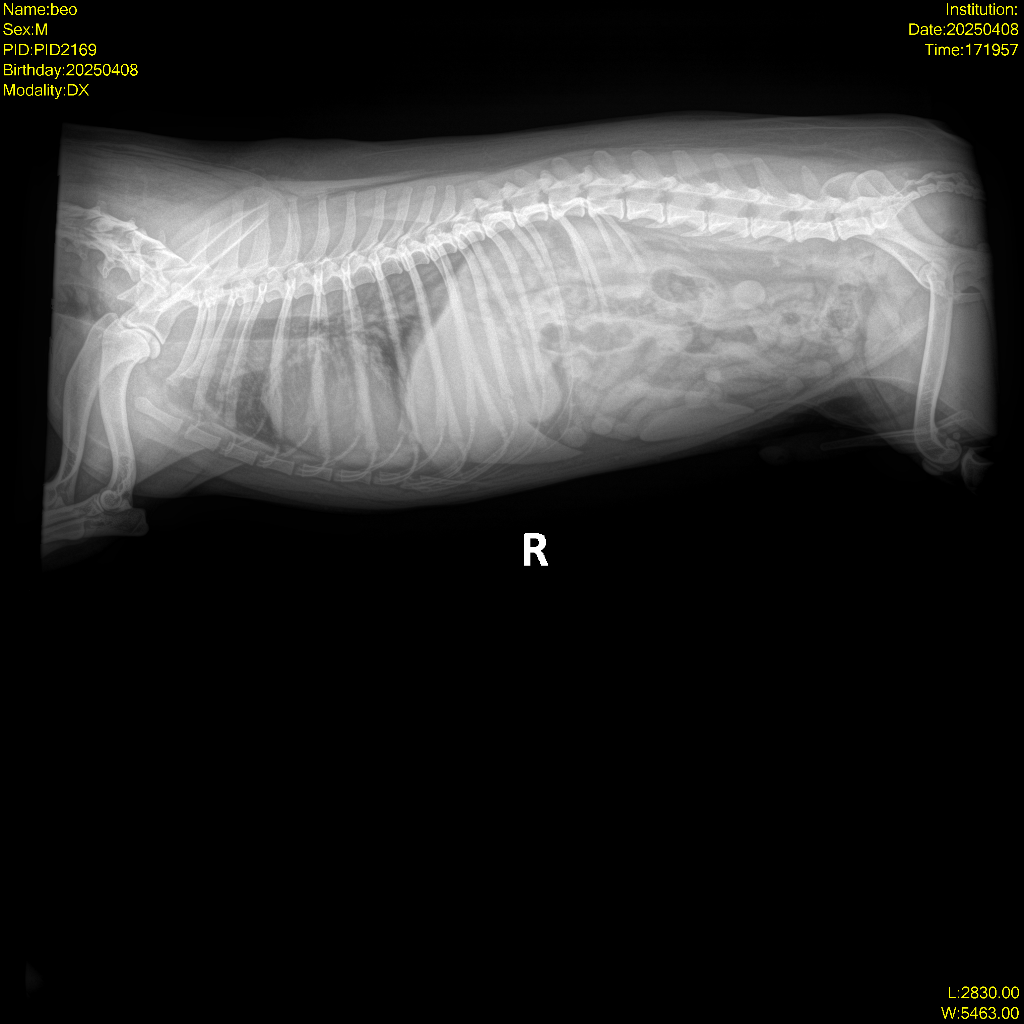 Name:beo
Sex:M
PID:PID2169
Birthday:20250408
Modality:DX
Institution:
Date:20250408
Time:171957
R
L:2830.00
W:5463.00